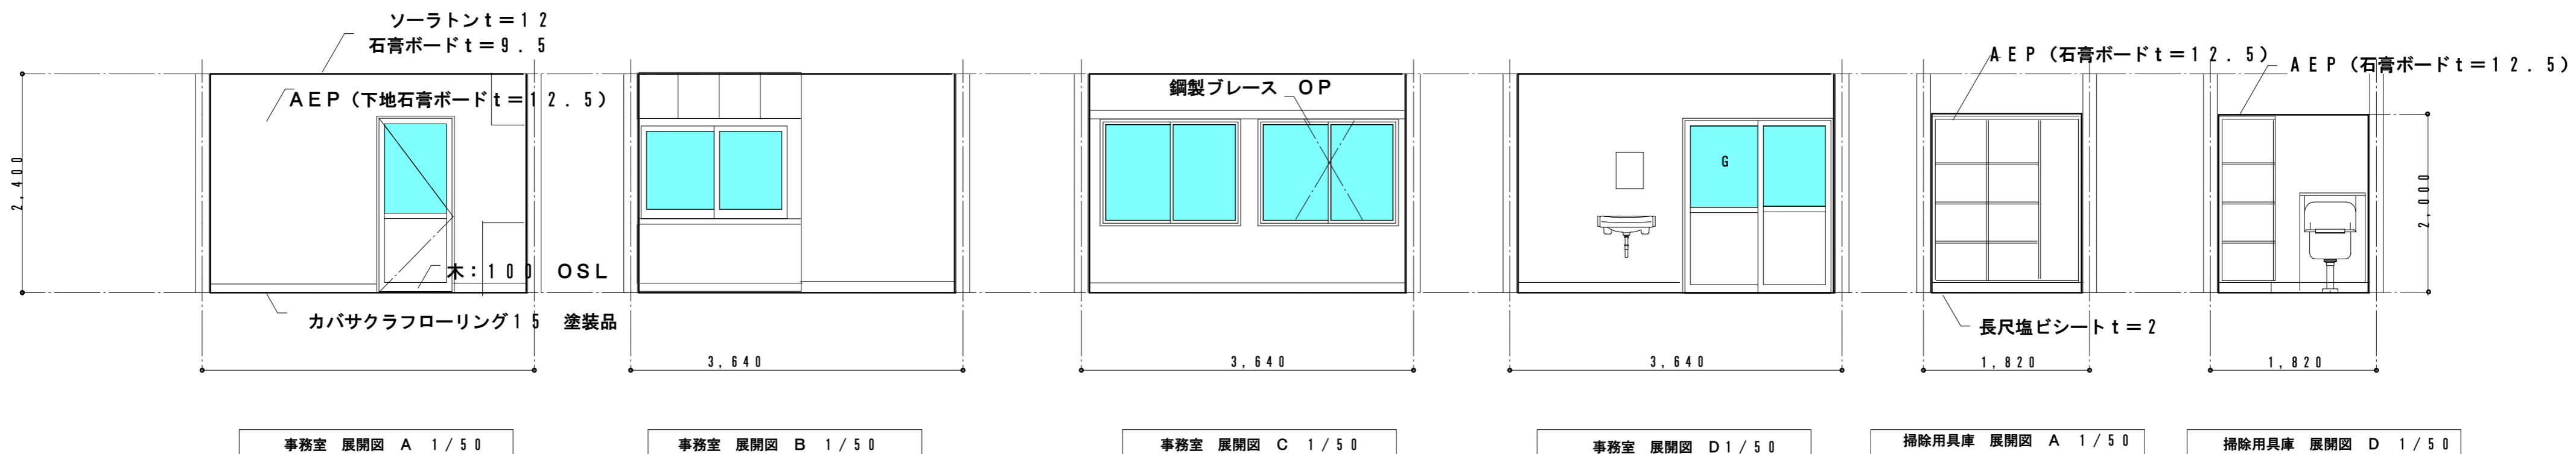 ソーラトンｔ＝１２
石膏ボードｔ＝９．５
ＡＥＰ（下地石膏ボードｔ＝１２．５）
2,400
木：１００　ＯＳＬ
カバサクラフローリング１５　塗装品
事務室　展開図　Ａ　１／５０
3,640
事務室　展開図　Ｂ　１／５０
鋼製ブレース　ＯＰ
3,640
事務室　展開図　Ｃ　１／５０
G
3,640
事務室　展開図　Ｄ１／５０
ＡＥＰ（石膏ボードｔ＝１２．５）
長尺塩ビシートｔ＝２
1,820
掃除用具庫　展開図　Ａ　１／５０
ＡＥＰ（石膏ボードｔ＝１２．５）
2,000
1,820
掃除用具庫　展開図　Ｄ　１／５０